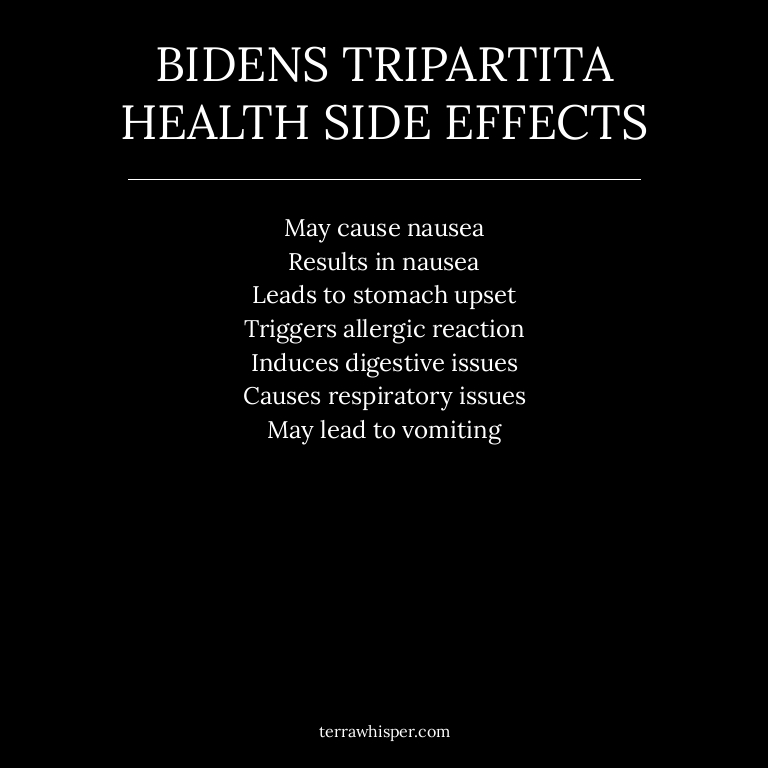 BIDENS TRIPARTITA
HEALTH SIDE EFFECTS
May cause nausea
Results in nausea
Leads to stomach upset
Triggers allergic reaction
Induces digestive issues
Causes respiratory issues
May lead to vomiting
terrawhisper.com